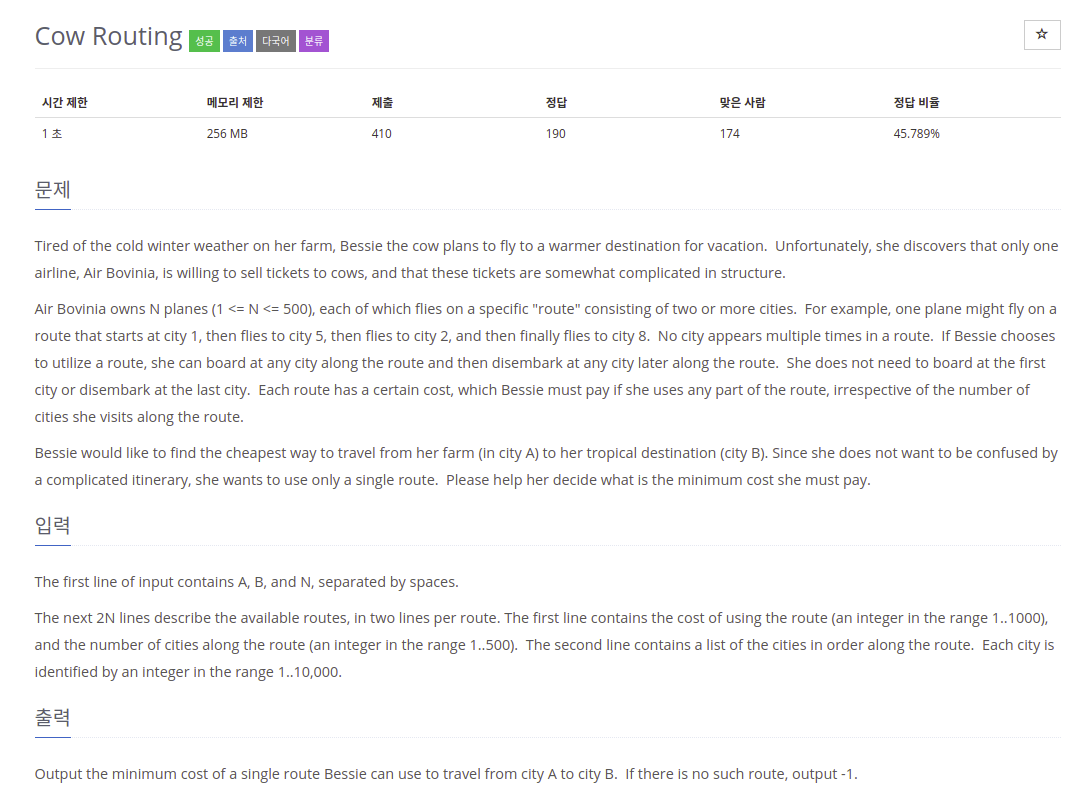 Cow Routing 성공 출처 다국어 분류 ☆
시간 제한 메모리 제한 제출 정답 맞은 사람 정답 비율
1 초 256 MB 410 190 174 45.789%
문제
Tired of the cold winter weather on her farm, Bessie the cow plans to fly to a warmer destination for vacation.  Unfortunately, she discovers that only one
airline, Air Bovinia, is willing to sell tickets to cows, and that these tickets are somewhat complicated in structure.
Air Bovinia owns N planes (1 <= N <= 500), each of which flies on a specific "route" consisting of two or more cities.  For example, one plane might fly on a
route that starts at city 1, then flies to city 5, then flies to city 2, and then finally flies to city 8.  No city appears multiple times in a route.  If Bessie chooses
to utilize a route, she can board at any city along the route and then disembark at any city later along the route.  She does not need to board at the first
city or disembark at the last city.  Each route has a certain cost, which Bessie must pay if she uses any part of the route, irrespective of the number of
cities she visits along the route.
Bessie would like to find the cheapest way to travel from her farm (in city A) to her tropical destination (city B). Since she does not want to be confused by
a complicated itinerary, she wants to use only a single route.  Please help her decide what is the minimum cost she must pay.
입력
The first line of input contains A, B, and N, separated by spaces.
The next 2N lines describe the available routes, in two lines per route. The first line contains the cost of using the route (an integer in the range 1..1000),
and the number of cities along the route (an integer in the range 1..500).  The second line contains a list of the cities in order along the route.  Each city is
identified by an integer in the range 1..10,000.
출력
Output the minimum cost of a single route Bessie can use to travel from city A to city B.  If there is no such route, output -1.